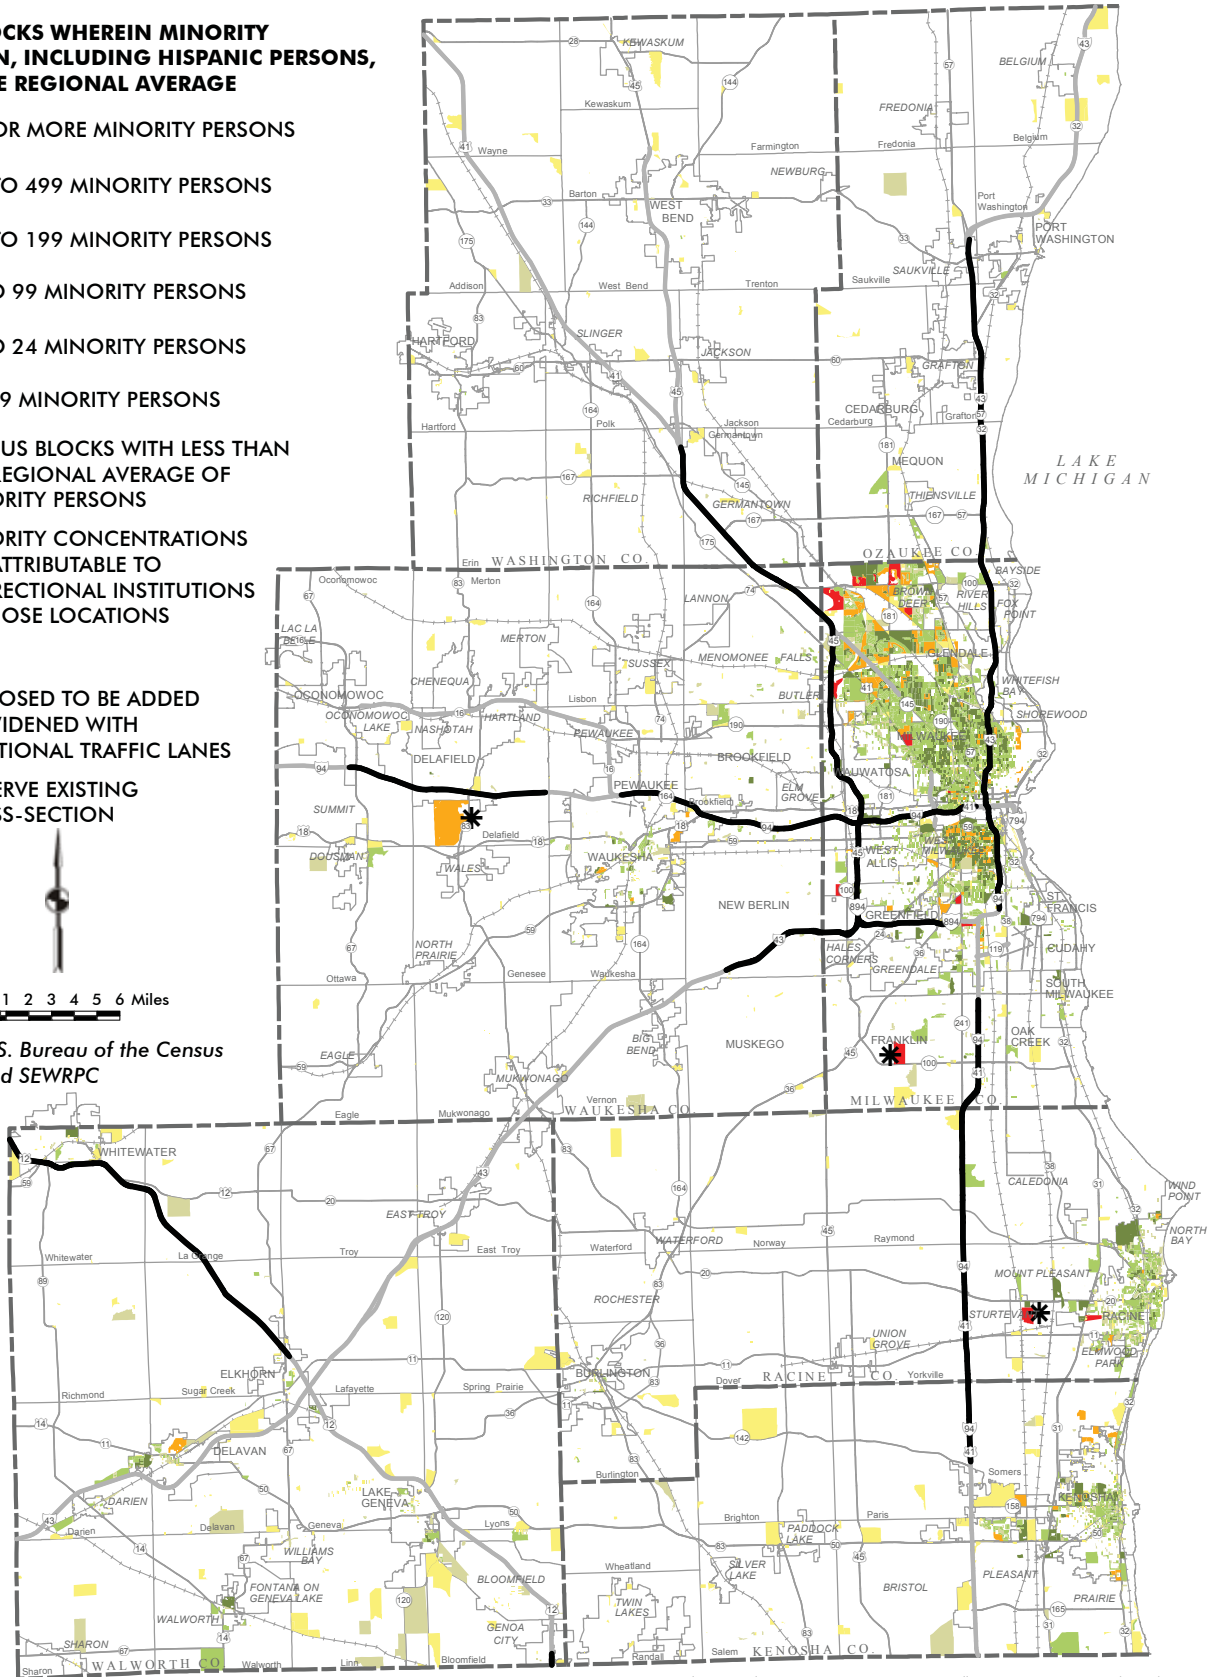 OCKS WHEREIN MINORITY
N, INCLUDING HISPANIC PERSONS,
E REGIONAL AVERAGE
OR MORE MINORITY PERSONS
TO 499 MINORITY PERSONS
TO 199 MINORITY PERSONS
O 99 MINORITY PERSONS
O 24 MINORITY PERSONS
9 MINORITY PERSONS
US BLOCKS WITH LESS THAN
REGIONAL AVERAGE OF
ORITY PERSONS
ORITY CONCENTRATIONS
ATTRIBUTABLE TO
RECTIONAL INSTITUTIONS
HOSE LOCATIONS
OSED TO BE ADDED
WIDENED WITH
TIONAL TRAFFIC LANES
ERVE EXISTING
SS-SECTION
1 2 3 4 5 6 Miles
S. Bureau of the Census
d SEWRPC
KEWASKUM
Kewaskum
Wayne
Barton
WEST
BEND
Farmington
NEWBURG
Fredonia
FREDONIA
BELGIUM
Belgium
Port
Washington
PORT
WASHINGTON
SAUKVILLE
Saukville
Addison
West Bend
Trenton
HARTFORD
SLINGER
JACKSON
GRAFTON
CEDARBURG
Grafton
Cedarburg
Hartford
Polk
Jackson
Germantown
MEQUON
LAKE
MICHIGAN
RICHFIELD
GERMANTOWN
THIENSVILLE
Erin
WASHINGTON CO.
OZAUKEE CO.
Oconomowoc
Merton
LANNON
BAYSIDE
BROWN
DEER
RIVER
HILLS
FOX
POINT
LAC LA
BELLE
MERTON
SUSSEX
MENOMONEE FALLS
GLENDALE
CHENEQUA
BUTLER
WHITEFISH
BAY
OCONOMOWOC
OCONOMOWOC
LAKE
NASHOTAH
HARTLAND
Lisbon
PEWAUKEE
SHOREWOOD
MILWAUKEE
DELAFIELD
BROOKFIELD
WAUWATOSA
ELM
GROVE
PEWAUKEE
Brookfield
SUMMIT
Delafield
DOUSMAN
WALES
WAUKESHA
WEST
ALLIS
WEST
MILWAUKEE
NEW BERLIN
GREENFIELD
ST.
FRANCIS
NORTH
PRAIRIE
HALES
CORNERS
GREENDALE
CUDAHY
Ottawa
Genesee
Waukesha
SOUTH
MILWAUKEE
EAGLE
BIG
BEND
MUSKEGO
FRANKLIN
OAK
CREEK
MUKWONAGO
Vernon
Eagle
Mukwonago
WAUKESHA CO.
MILWAUKEE CO.
WHITEWATER
CALEDONIA
WIND
POINT
NORTH
BAY
EAST TROY
Whitewater
La Grange
Troy
East Troy
Waterford
WATERFORD
Norway
Raymond
ROCHESTER
MOUNT PLEASANT
RACINE
UNION
GROVE
ELMWOOD
PARK
ELKHORN
BURLINGTON
Dover
RACINE CO.
Yorkville
Richmond
Sugar Creek
Lafayette
Spring Prairie
DELAVAN
Burlington
Somers
LAKE
GENEVA
KENOSHA
DARIEN
Darien
Delavan
Geneva
Lyons
Brighton
Paris
PADDOCK
LAKE
WILLIAMS
BAY
Wheatland
SILVER
LAKE
FONTANA ON
GENEVA LAKE
BLOOMFIELD
TWIN
LAKES
BRISTOL
PLEASANT
PRAIRIE
WALWORTH
GENOA
CITY
SHARON
Sharon
WALWORTH CO
Walworth
Linn
Bloomfield
Randall
Salem
KENOSHA CO.